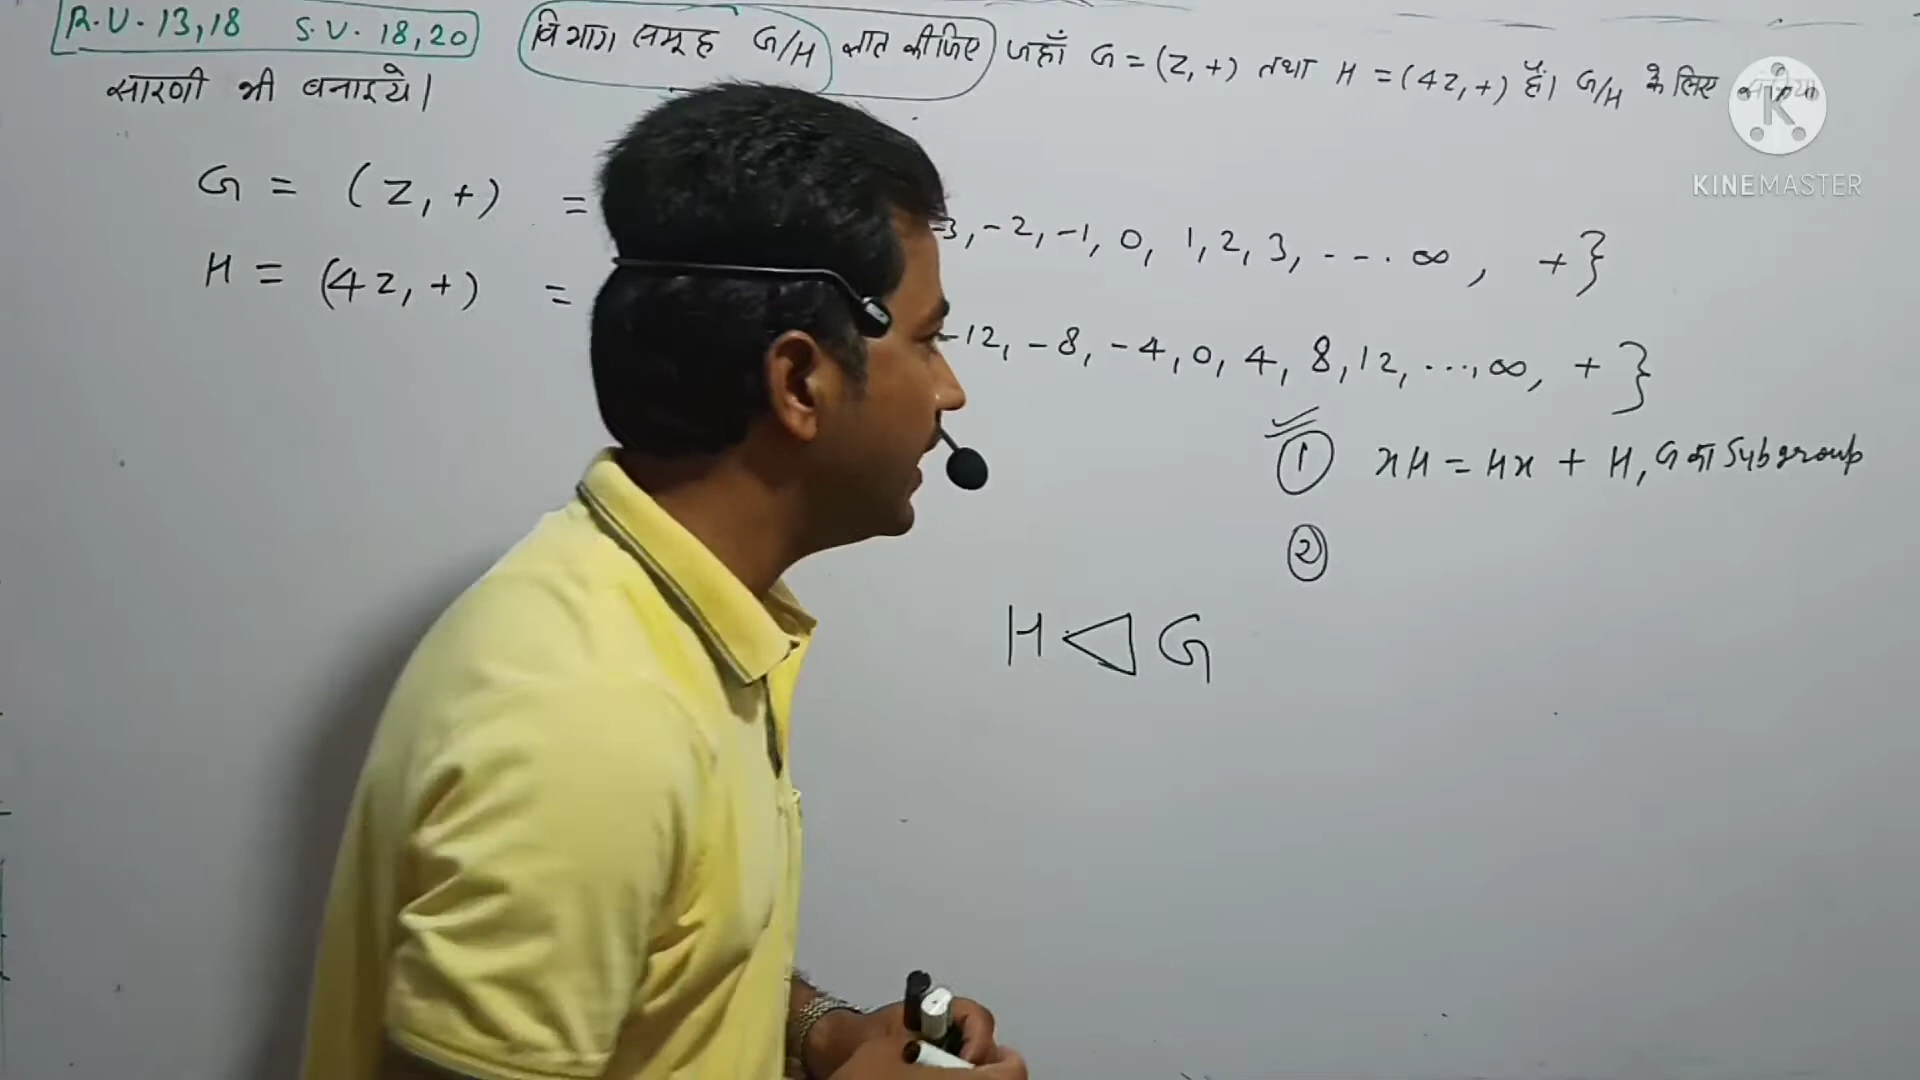 R.U. 13,18 S.U. 18,20 विभाग समूह G/H ज्ञात कीजिए जहाँ G = (Z, +) तथा H = (4Z, +) हैं। G/H के लिए
सारणी भी बनाइये।
KINEMASTER
G = (Z, +) = -3, -2, -1, 0, 1, 2, 3, --- ∞, +}
H = (4Z, +) = -12, -8, -4, 0, 4, 8, 12, ..., ∞, +}
① xH = Hx + H, G का Subgroup
②
H ◁ G